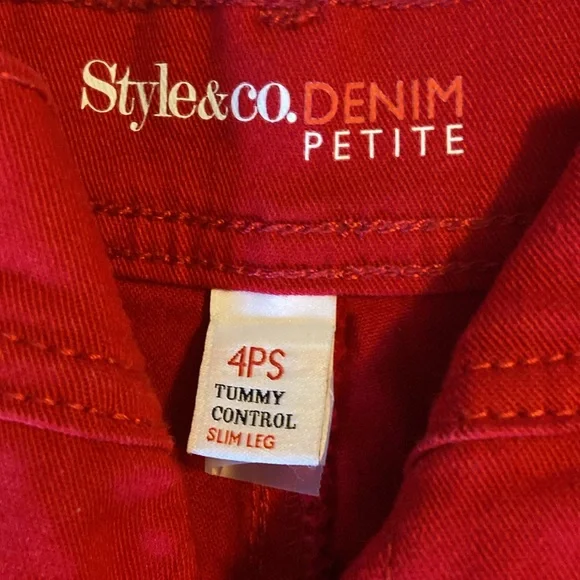 Style&co. DENIM
PETITE
4PS
TUMMY
CONTROL
SLIM LEG